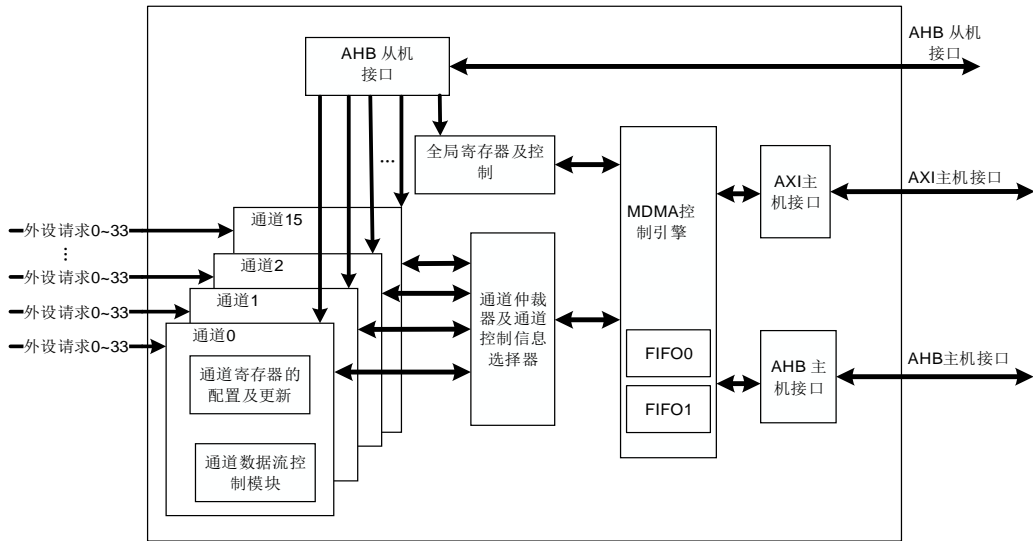 AHB 从机
接口
AHB 从机
接口
全局寄存器及控
制
...
MDMA控
制引擎
AXI主
机接口
AXI主机接口
外设请求0~33
...
外设请求0~33
外设请求0~33
外设请求0~33
通道15
通道2
通道1
通道0
通道寄存器的
配置及更新
通道数据流控
制模块
通道仲裁
器及通道
控制信息
选择器
FIFO0
FIFO1
AHB 主
机接口
AHB主机接口